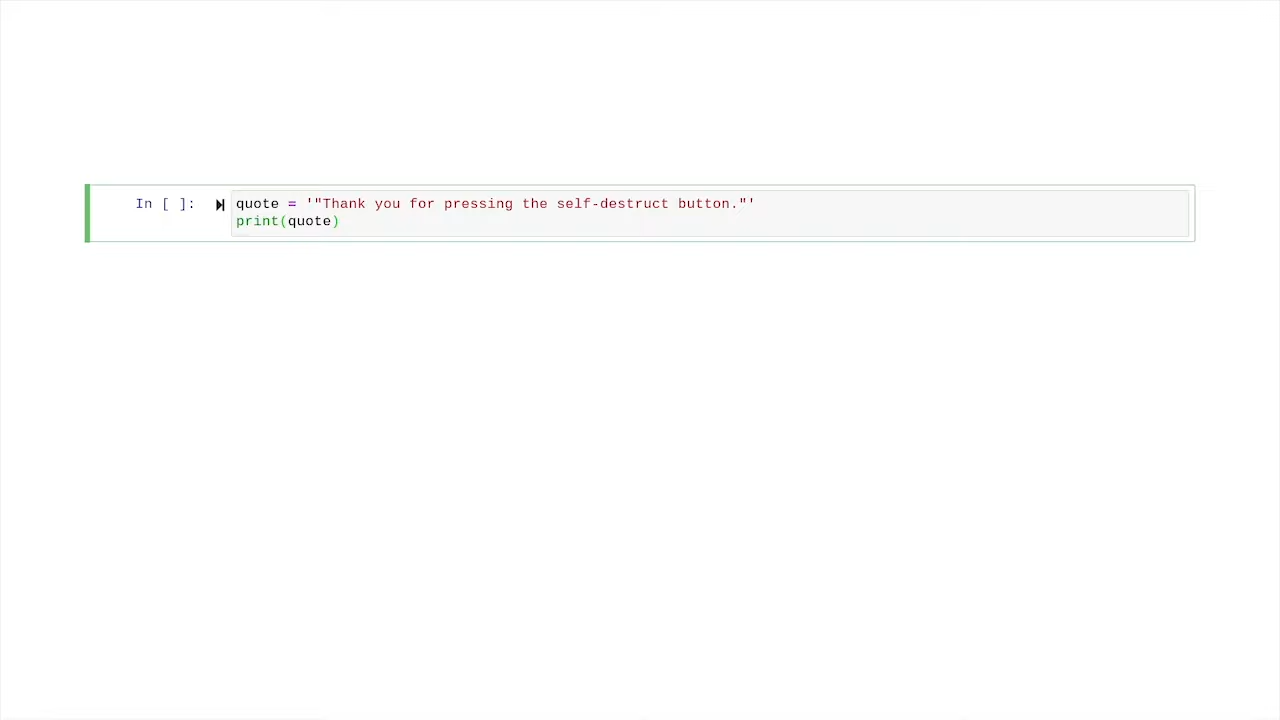 In [ ]: quote = '"Thank you for pressing the self-destruct button."'
print(quote)